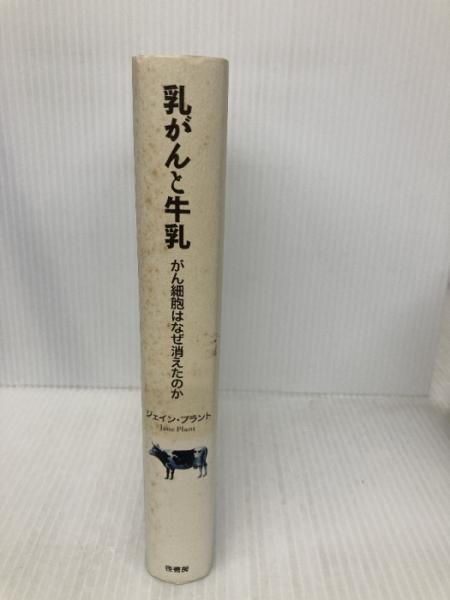 乳がんと牛乳
がん細胞はなぜ消えたのか
ジェイン・プラント
Jane Plant
径書房